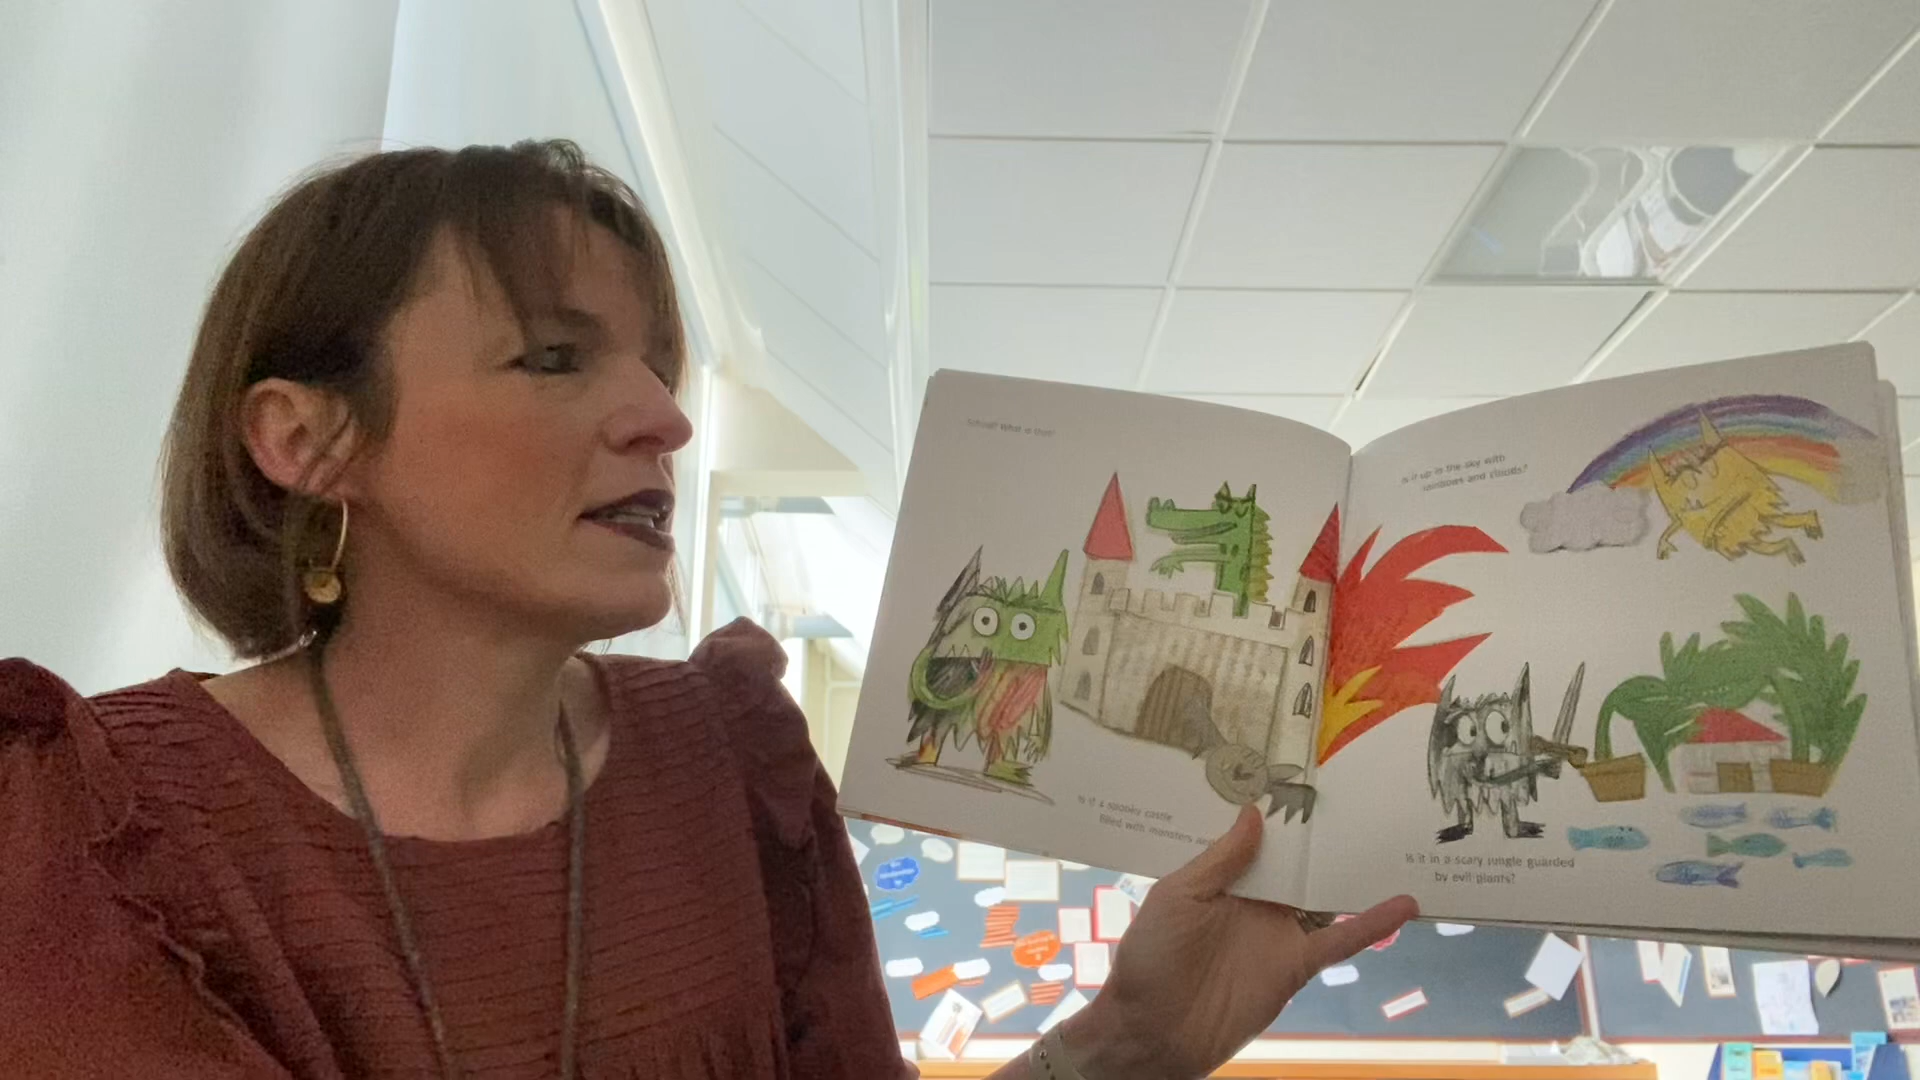 School? What is that?
Is it a spooky castle
filled with monsters and
Is it up in the sky with
rainbows and clouds?
Is it in a scary jungle guarded
by evil plants?